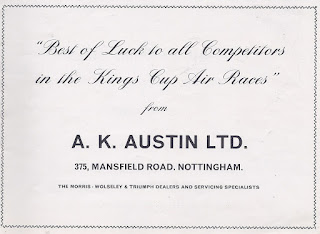 "Best of Luck to all Competitors
in the Kings Cup Air Races"
from
A. K. AUSTIN LTD.
375, MANSFIELD ROAD. NOTTINGHAM.
THE MORRIS - WOLSELEY & TRIUMPH DEALERS AND SERVICING SPECIALISTS